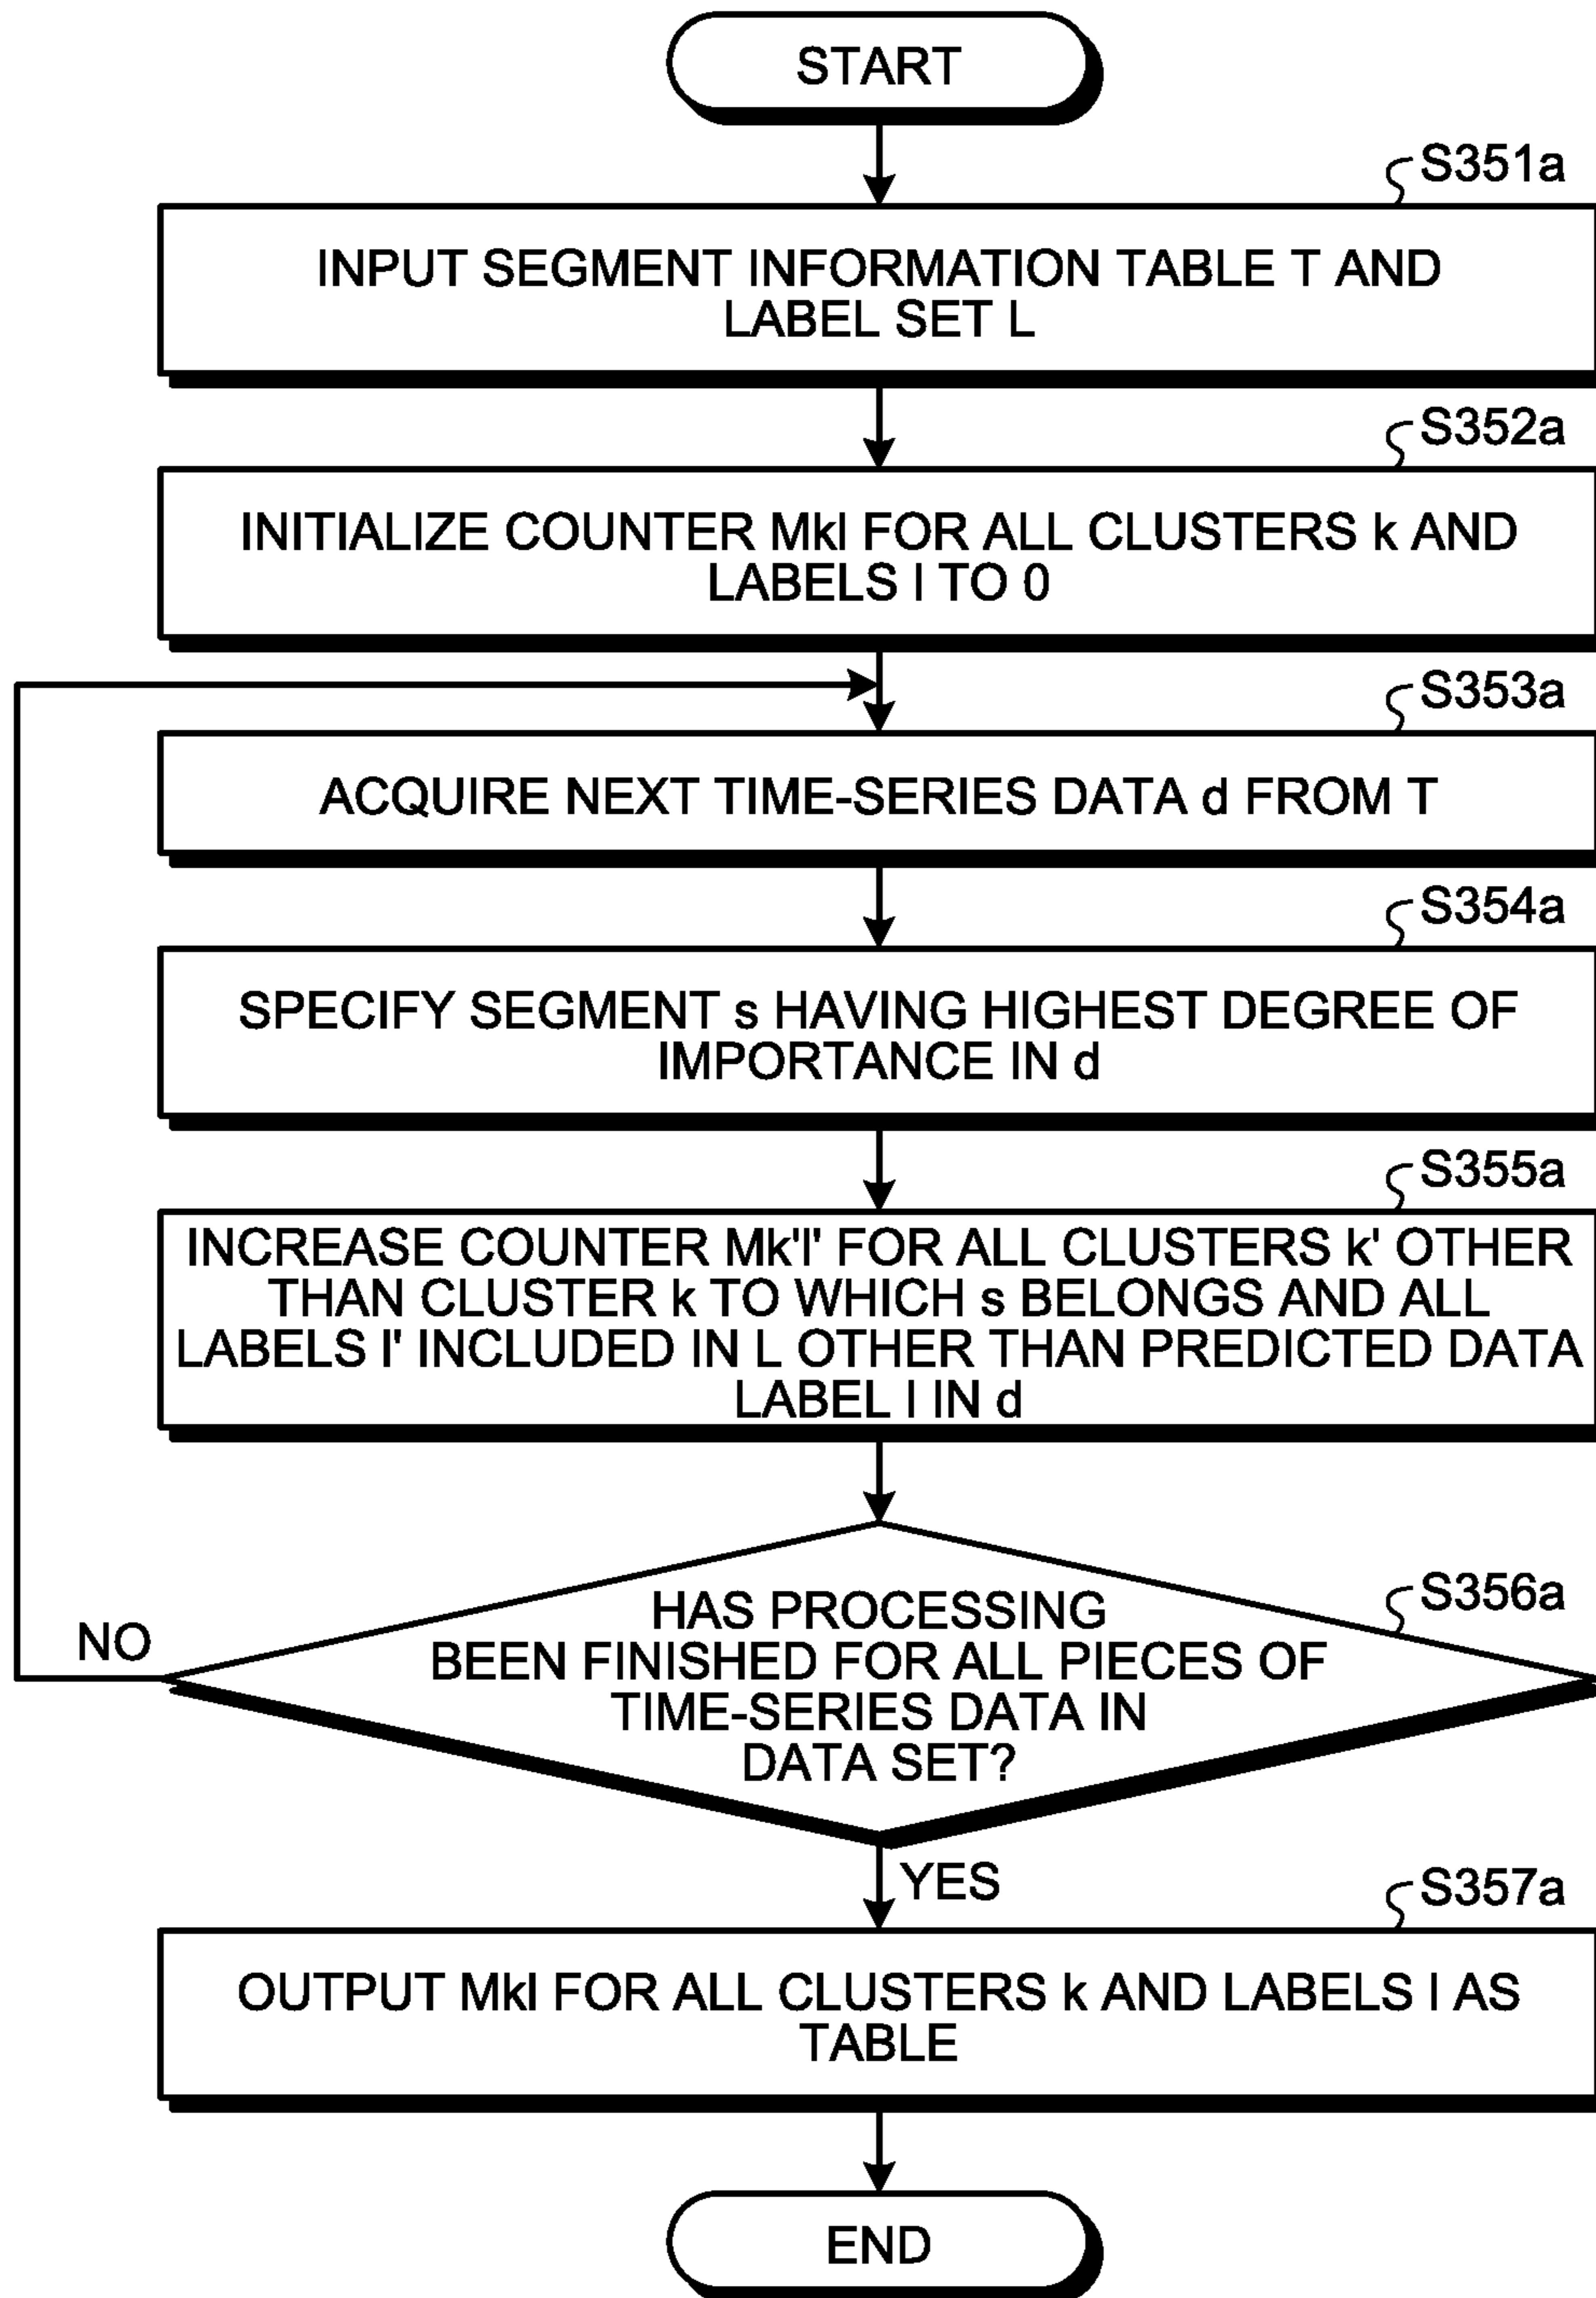 START
S351a
INPUT SEGMENT INFORMATION TABLE T AND
LABEL SET L
S352a
INITIALIZE COUNTER Mkl FOR ALL CLUSTERS k AND
LABELS l TO 0
S353a
ACQUIRE NEXT TIME-SERIES DATA d FROM T
S354a
SPECIFY SEGMENT s HAVING HIGHEST DEGREE OF
IMPORTANCE IN d
S355a
INCREASE COUNTER Mk'l' FOR ALL CLUSTERS k' OTHER
THAN CLUSTER k TO WHICH s BELONGS AND ALL
LABELS l' INCLUDED IN L OTHER THAN PREDICTED DATA
LABEL l IN d
S356a
HAS PROCESSING
BEEN FINISHED FOR ALL PIECES OF
TIME-SERIES DATA IN
DATA SET?
NO
YES
S357a
OUTPUT Mkl FOR ALL CLUSTERS k AND LABELS l AS
TABLE
END